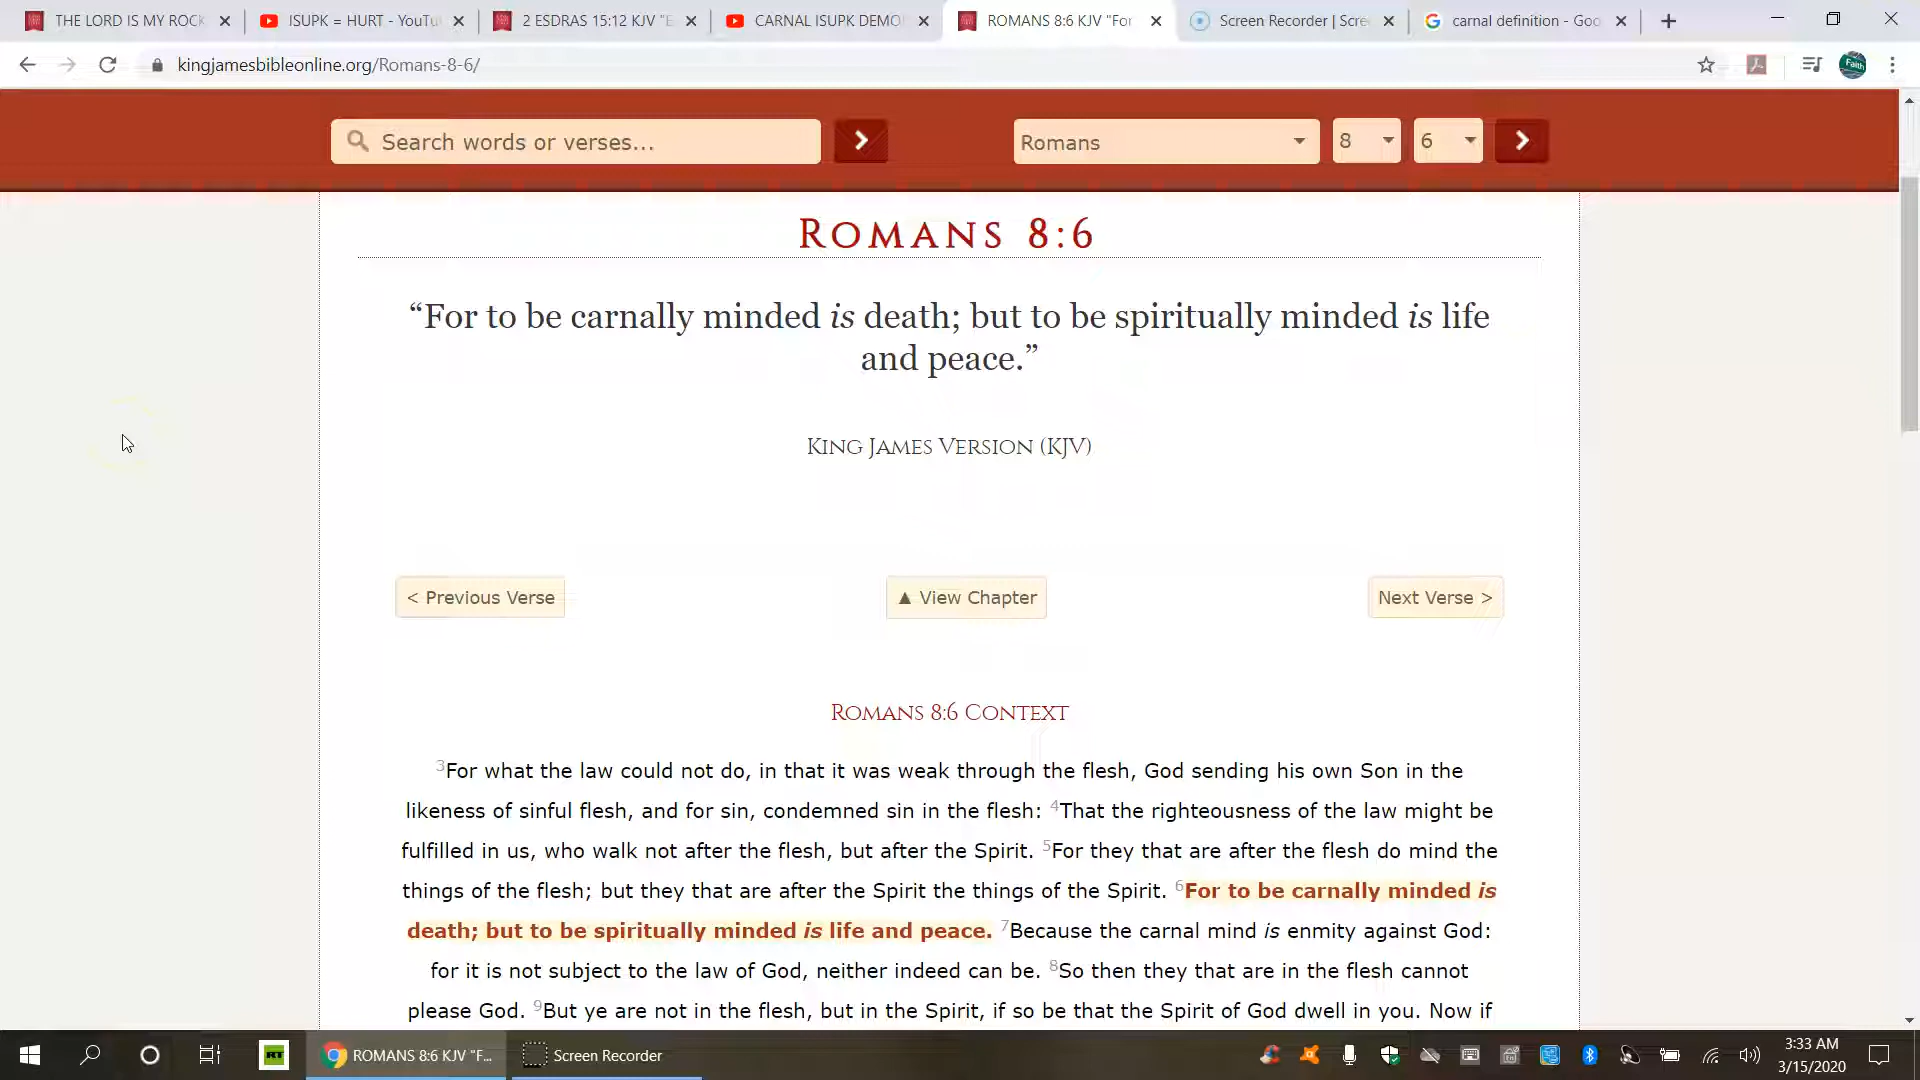 THE LORD IS MY ROCK
ISUPK = HURT - YouTu
2 ESDRAS 15:12 KJV "E
CARNAL ISUPK DEMO
ROMANS 8:6 KJV "For
Screen Recorder | Scre
carnal definition - Goo
kingjamesbibleonline.org/Romans-8-6/
Faith
Search words or verses...
Romans
8
6
ROMANS 8:6
“For to be carnally minded is death; but to be spiritually minded is life
and peace.”
KING JAMES VERSION (KJV)
< Previous Verse
▲ View Chapter
Next Verse >
ROMANS 8:6 CONTEXT
3For what the law could not do, in that it was weak through the flesh, God sending his own Son in the
likeness of sinful flesh, and for sin, condemned sin in the flesh: 4That the righteousness of the law might be
fulfilled in us, who walk not after the flesh, but after the Spirit. 5For they that are after the flesh do mind the
things of the flesh; but they that are after the Spirit the things of the Spirit. 6For to be carnally minded is
death; but to be spiritually minded is life and peace. 7Because the carnal mind is enmity against God:
for it is not subject to the law of God, neither indeed can be. 8So then they that are in the flesh cannot
please God. 9But ye are not in the flesh, but in the Spirit, if so be that the Spirit of God dwell in you. Now if
RT
ROMANS 8:6 KJV "F...
Screen Recorder
3:33 AM
3/15/2020